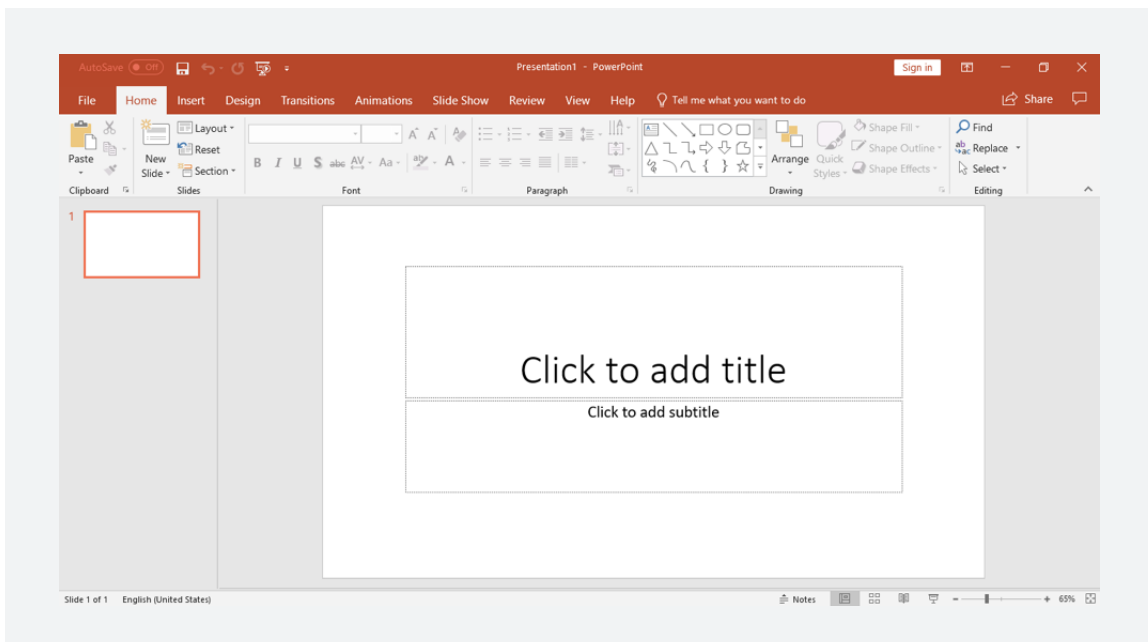 AutoSave Off Presentation1 - PowerPoint Sign in
File Home Insert Design Transitions Animations Slide Show Review View Help Tell me what you want to do Share
Paste
New
Slide
Layout
Reset
Section
B I U S abc AV Aa A
A A
Arrange
Quick
Styles
Shape Fill
Shape Outline
Shape Effects
Find
Replace
Select
Clipboard Slides Font Paragraph Drawing Editing
1
Click to add title
Click to add subtitle
Slide 1 of 1 English (United States) Notes 65%